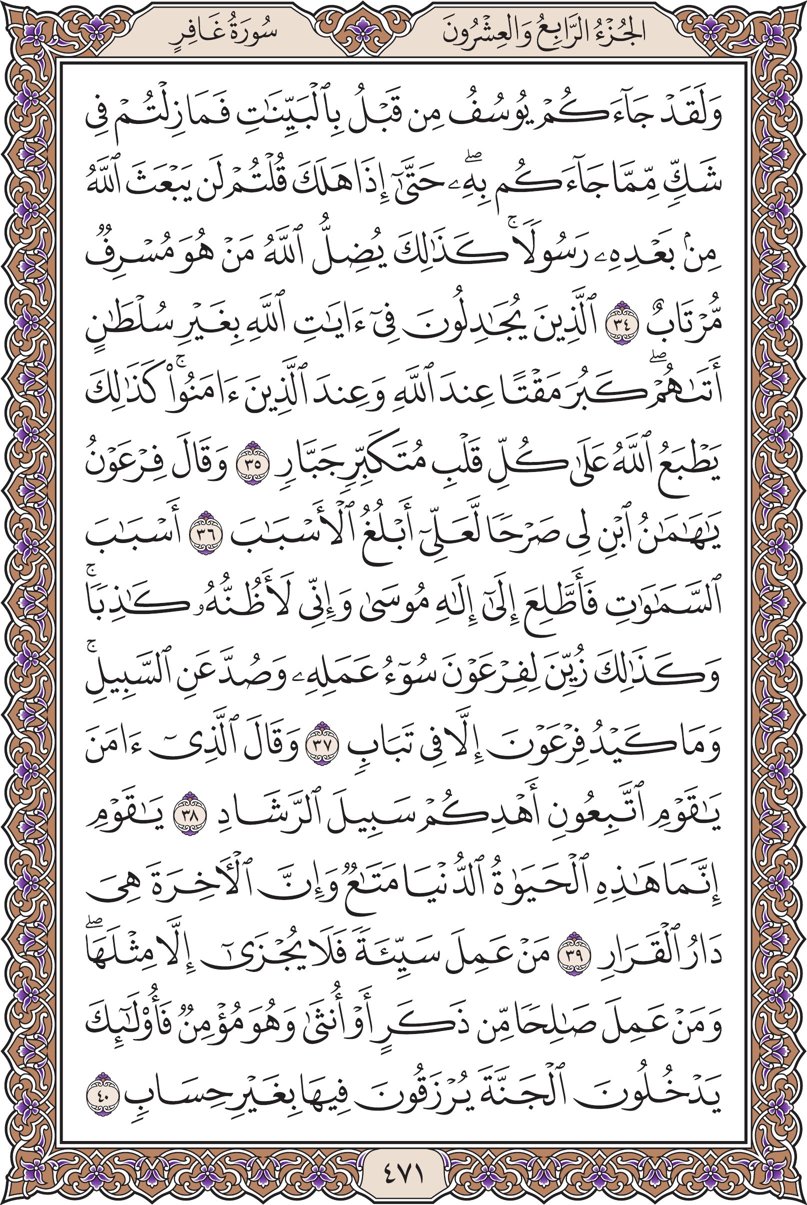 سُورَةُ غَافِرٍ
الجُزْءُ الرَّابِعُ وَالعِشْرُونَ
وَلَقَدۡ جَآءَكُمۡ يُوسُفُ مِن قَبۡلُ بِٱلۡبَيِّنَٰتِ فَمَا زِلۡتُمۡ فِي
شَكّٖ مِّمَّا جَآءَكُم بِهِۦۖ حَتَّىٰٓ إِذَا هَلَكَ قُلۡتُمۡ لَن يَبۡعَثَ ٱللَّهُ
مِنۢ بَعۡدِهِۦ رَسُولٗاۚ كَذَٰلِكَ يُضِلُّ ٱللَّهُ مَنۡ هُوَ مُسۡرِفٞ
مُّرۡتَابٌ ٣٤ ٱلَّذِينَ يُجَٰدِلُونَ فِيٓ ءَايَٰتِ ٱللَّهِ بِغَيۡرِ سُلۡطَٰنٍ
أَتَىٰهُمۡۖ كَبُرَ مَقۡتًا عِندَ ٱللَّهِ وَعِندَ ٱلَّذِينَ ءَامَنُواْۚ كَذَٰلِكَ
يَطۡبَعُ ٱللَّهُ عَلَىٰ كُلِّ قَلۡبِ مُتَكَبِّرٖ جَبَّارٖ ٣٥ وَقَالَ فِرۡعَوۡنُ
يَٰهَٰمَٰنُ ٱبۡنِ لِي صَرۡحٗا لَّعَلِّيٓ أَبۡلُغُ ٱلۡأَسۡبَٰبَ ٣٦ أَسۡبَٰبَ
ٱلسَّمَٰوَٰتِ فَأَطَّلِعَ إِلَىٰٓ إِلَٰهِ مُوسَىٰ وَإِنِّي لَأَظُنُّهُۥ كَٰذِبٗاۚ
وَكَذَٰلِكَ زُيِّنَ لِفِرۡعَوۡنَ سُوٓءُ عَمَلِهِۦ وَصُدَّ عَنِ ٱلسَّبِيلِۚ
وَمَا كَيۡدُ فِرۡعَوۡنَ إِلَّا فِي تَبَابٖ ٣٧ وَقَالَ ٱلَّذِيٓ ءَامَنَ
يَٰقَوۡمِ ٱتَّبِعُونِ أَهۡدِكُمۡ سَبِيلَ ٱلرَّشَادِ ٣٨ يَٰقَوۡمِ
إِنَّمَا هَٰذِهِ ٱلۡحَيَوٰةُ ٱلدُّنۡيَا مَتَٰعٞ وَإِنَّ ٱلۡأٓخِرَةَ هِيَ
دَارُ ٱلۡقَرَارِ ٣٩ مَنۡ عَمِلَ سَيِّئَةٗ فَلَا يُجۡزَىٰٓ إِلَّا مِثۡلَهَاۖ
وَمَنۡ عَمِلَ صَٰلِحٗا مِّن ذَكَرٍ أَوۡ أُنثَىٰ وَهُوَ مُؤۡمِنٞ فَأُوْلَٰٓئِكَ
يَدۡخُلُونَ ٱلۡجَنَّةَ يُرۡزَقُونَ فِيهَا بِغَيۡرِ حِسَابٖ ٤٠
٤٧١